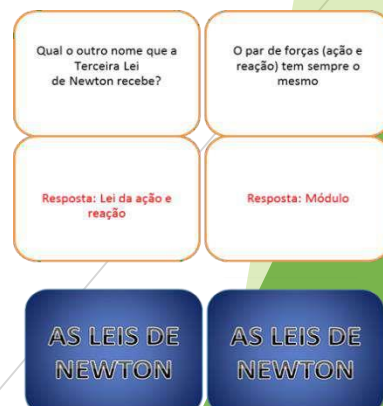 Qual o outro nome que a
Terceira Lei
de Newton recebe?
O par de forças (ação e
reação) tem sempre o
mesmo
Resposta: Lei da ação e
reação
Resposta: Módulo
AS LEIS DE
NEWTON
AS LEIS DE
NEWTON